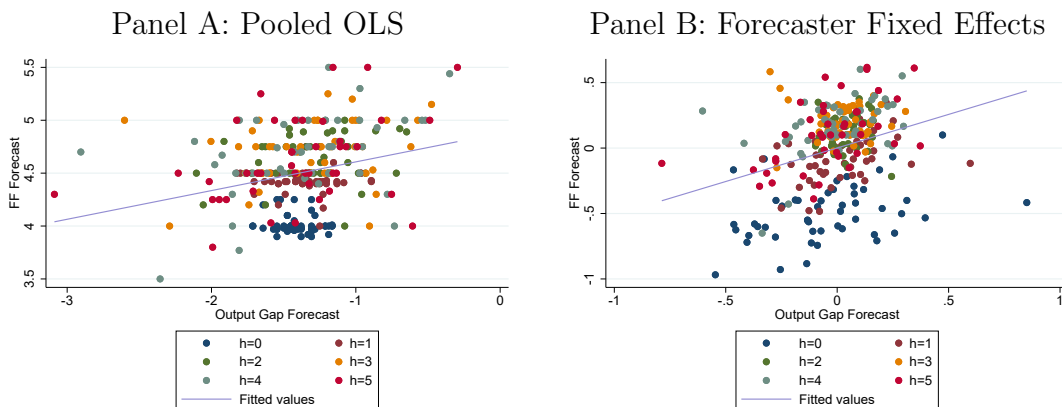 Panel A: Pooled OLS
FF Forecast
5.5
5
4.5
4
3.5
-3
-2
-1
0
Output Gap Forecast
h=0
h=1
h=2
h=3
h=4
h=5
Fitted values
Panel B: Forecaster Fixed Effects
FF Forecast
.5
0
-.5
-1
-1
-.5
0
.5
1
Output Gap Forecast
h=0
h=1
h=2
h=3
h=4
h=5
Fitted values